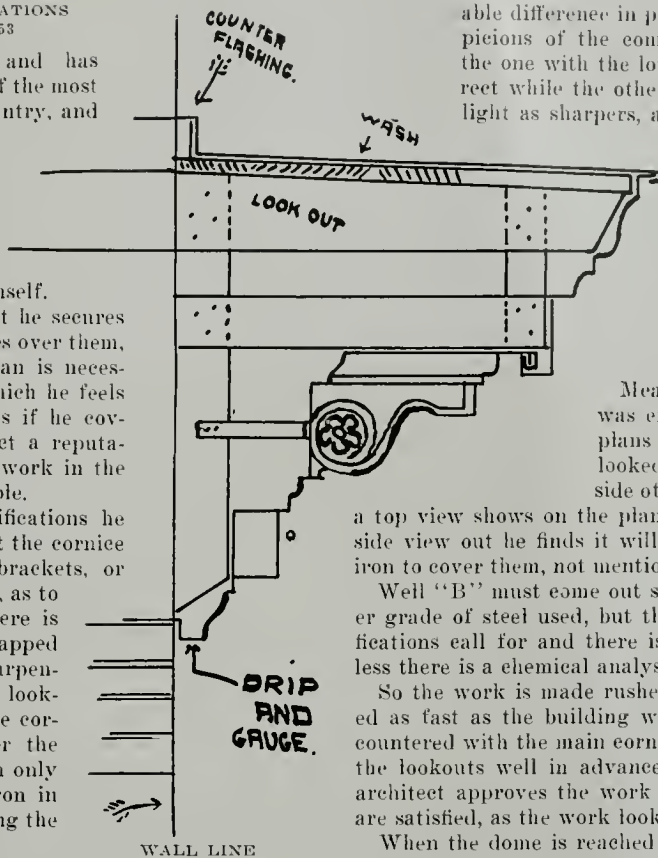 ATIONS
53
and has
f the most
ntry, and
nself.
t he secures
es over them,
an is neces-
hich he feels
s if he cov-
ct a reputa-
work in the
ble.
ifications he
t the cornice
brackets, or
, as to
ere is
apped
arpen-
look-
e cor-
r the
n only
ron in
ng the
COUNTER
FLASHING.
WASH
LOOK OUT
DRIP
AND
GAUGE.
WALL LINE
able difference in p
picions of the con
the one with the lo
rect while the othe
light as sharpers, a
Mea
was e
plans
looked
side ot
a top view shows on the plan
side view out he finds it will
iron to cover them, not mentio
Well “B” must come out s
er grade of steel used, but th
fications call for and there is
less there is a chemical analys
So the work is made rushe
ed as fast as the building w
countered with the main corn
the lookouts well in advance
architect approves the work
are satisfied, as the work look
When the dome is reached